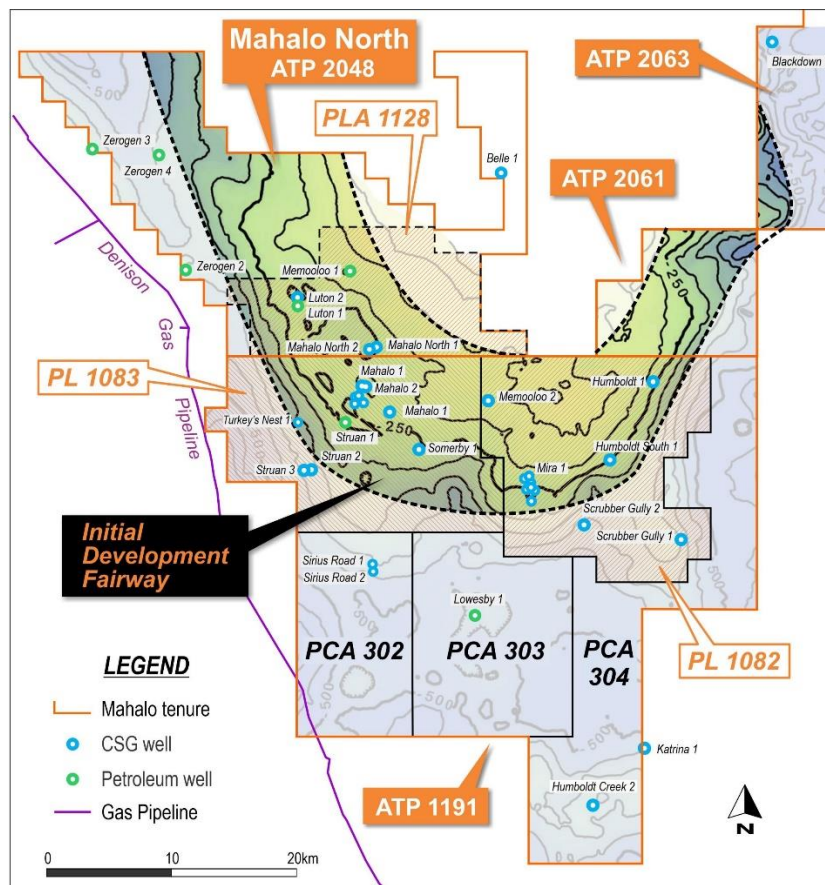 Mahalo North
ATP 2048
ATP 2063
Blackdown
PLA 1128
Zerogen 3
Zerogen 4
Belle 1
ATP 2061
Denison
Gas
Pipeline
Zerogen 2
Memooloo 1
-250
-500
Luton 2
Luton 1
Mahalo North 2
Mahalo North 1
PL 1083
Mahalo 1
Mahalo 2
Mahalo 1
Memooloo 2
Humboldt 1
Turkey's Nest 1
Struan 1
-250
Somerby 1
Humboldt South 1
Struan 2
Struan 3
Mira 1
Scrubber Gully 2
Scrubber Gully 1
Initial
Development
Fairway
Sirius Road 1
Sirius Road 2
Lowesby 1
-500
PCA 302
PCA 303
PCA
304
PL 1082
LEGEND
Mahalo tenure
CSG well
Petroleum well
Gas Pipeline
-500
-500
Katrina 1
ATP 1191
Humboldt Creek 2
N
0
10
20km